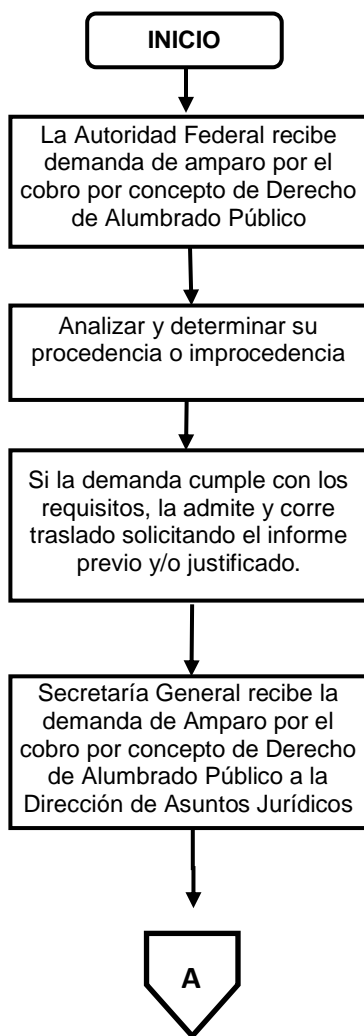 INICIO
La Autoridad Federal recibe
demanda de amparo por el
cobro por concepto de Derecho
de Alumbrado Público
Analizar y determinar su
procedencia o improcedencia
Si la demanda cumple con los
requisitos, la admite y corre
traslado solicitando el informe
previo y/o justificado.
Secretaría General recibe la
demanda de Amparo por el
cobro por concepto de Derecho
de Alumbrado Público a la
Dirección de Asuntos Jurídicos
A